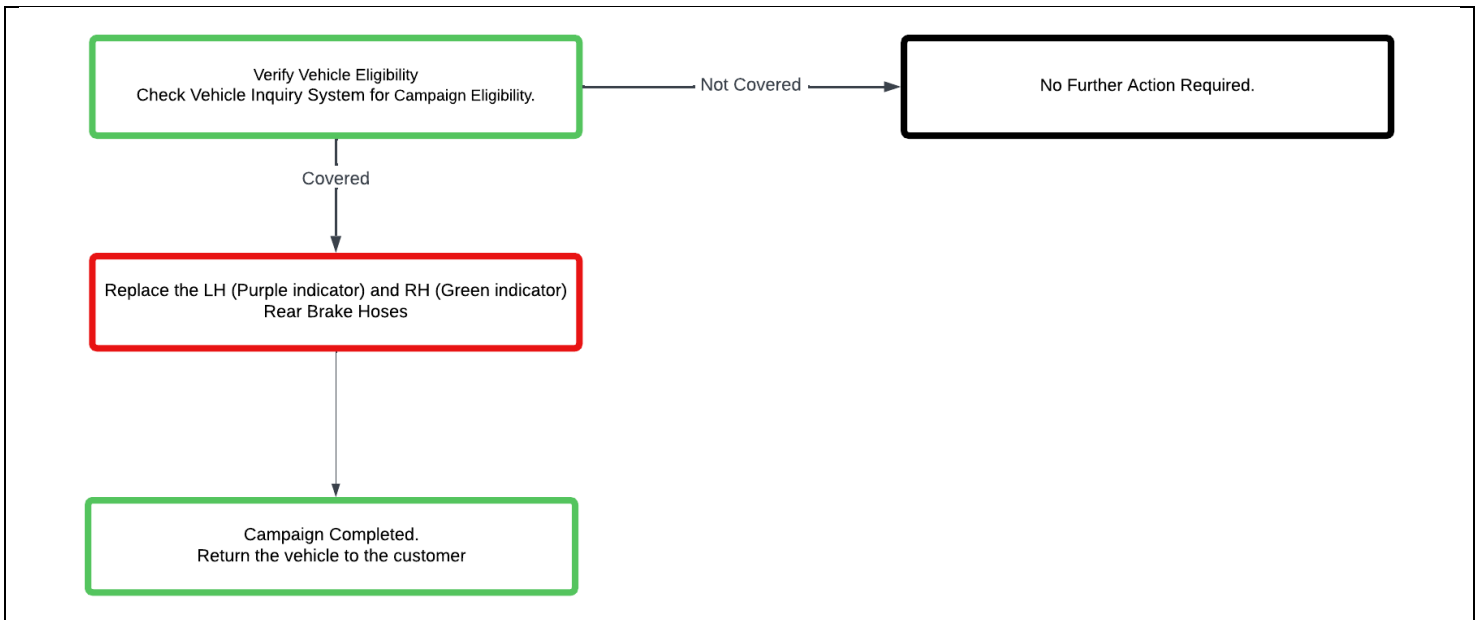 Verify Vehicle Eligibility
Check Vehicle Inquiry System for Campaign Eligibility.
Not Covered
No Further Action Required.
Covered
Replace the LH (Purple indicator) and RH (Green indicator)
Rear Brake Hoses
Campaign Completed.
Return the vehicle to the customer